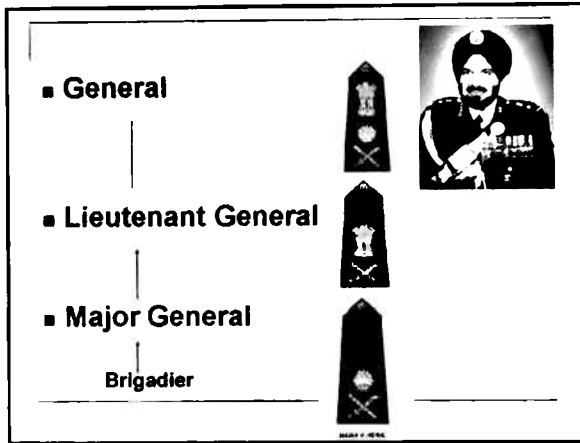 ■ General
■ Lieutenant General
■ Major General
Brigadier